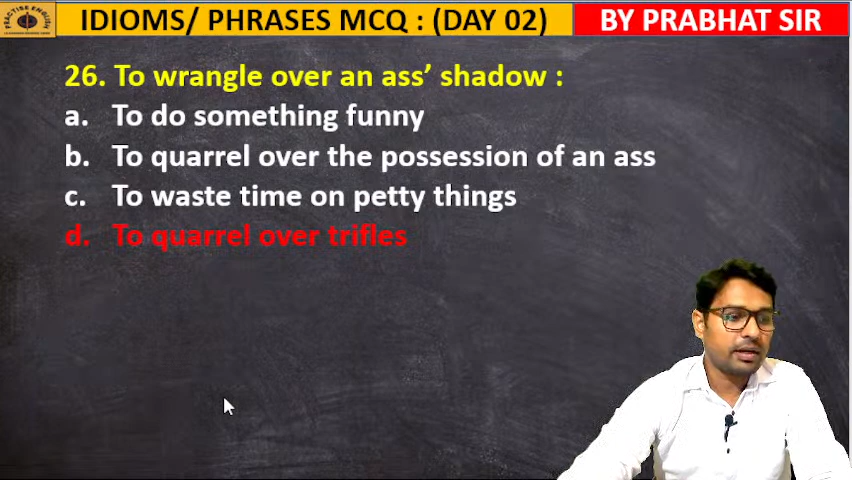 IDIOMS/ PHRASES MCQ : (DAY 02) BY PRABHAT SIR
26. To wrangle over an ass’ shadow :
a. To do something funny
b. To quarrel over the possession of an ass
c. To waste time on petty things
d. To quarrel over trifles